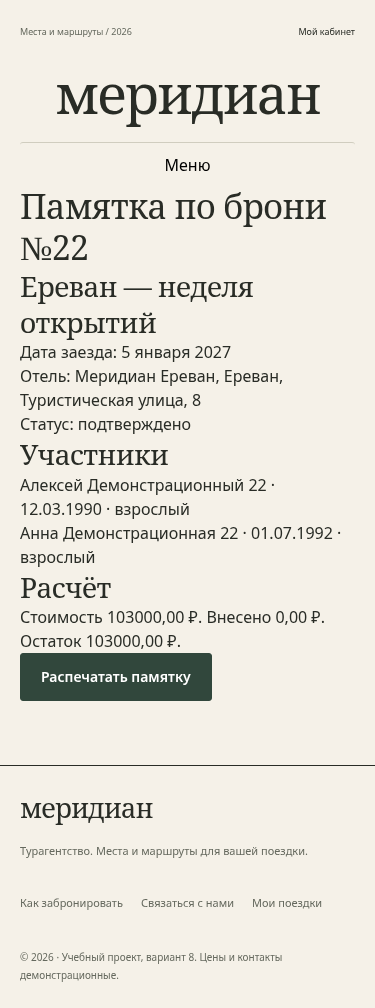 Места и маршруты / 2026
Мой кабинет
меридиан
Меню
Памятка по брони
№22
Ереван — неделя
открытий
Дата заезда: 5 января 2027
Отель: Меридиан Ереван, Ереван,
Туристическая улица, 8
Статус: подтверждено
Участники
Алексей Демонстрационный 22 ·
12.03.1990 · взрослый
Анна Демонстрационная 22 · 01.07.1992 ·
взрослый
Расчёт
Стоимость 103000,00 ₽. Внесено 0,00 ₽.
Остаток 103000,00 ₽.
Распечатать памятку
меридиан
Турагентство. Места и маршруты для вашей поездки.
Как забронировать Связаться с нами Мои поездки
© 2026 · Учебный проект, вариант 8. Цены и контакты
демонстрационные.